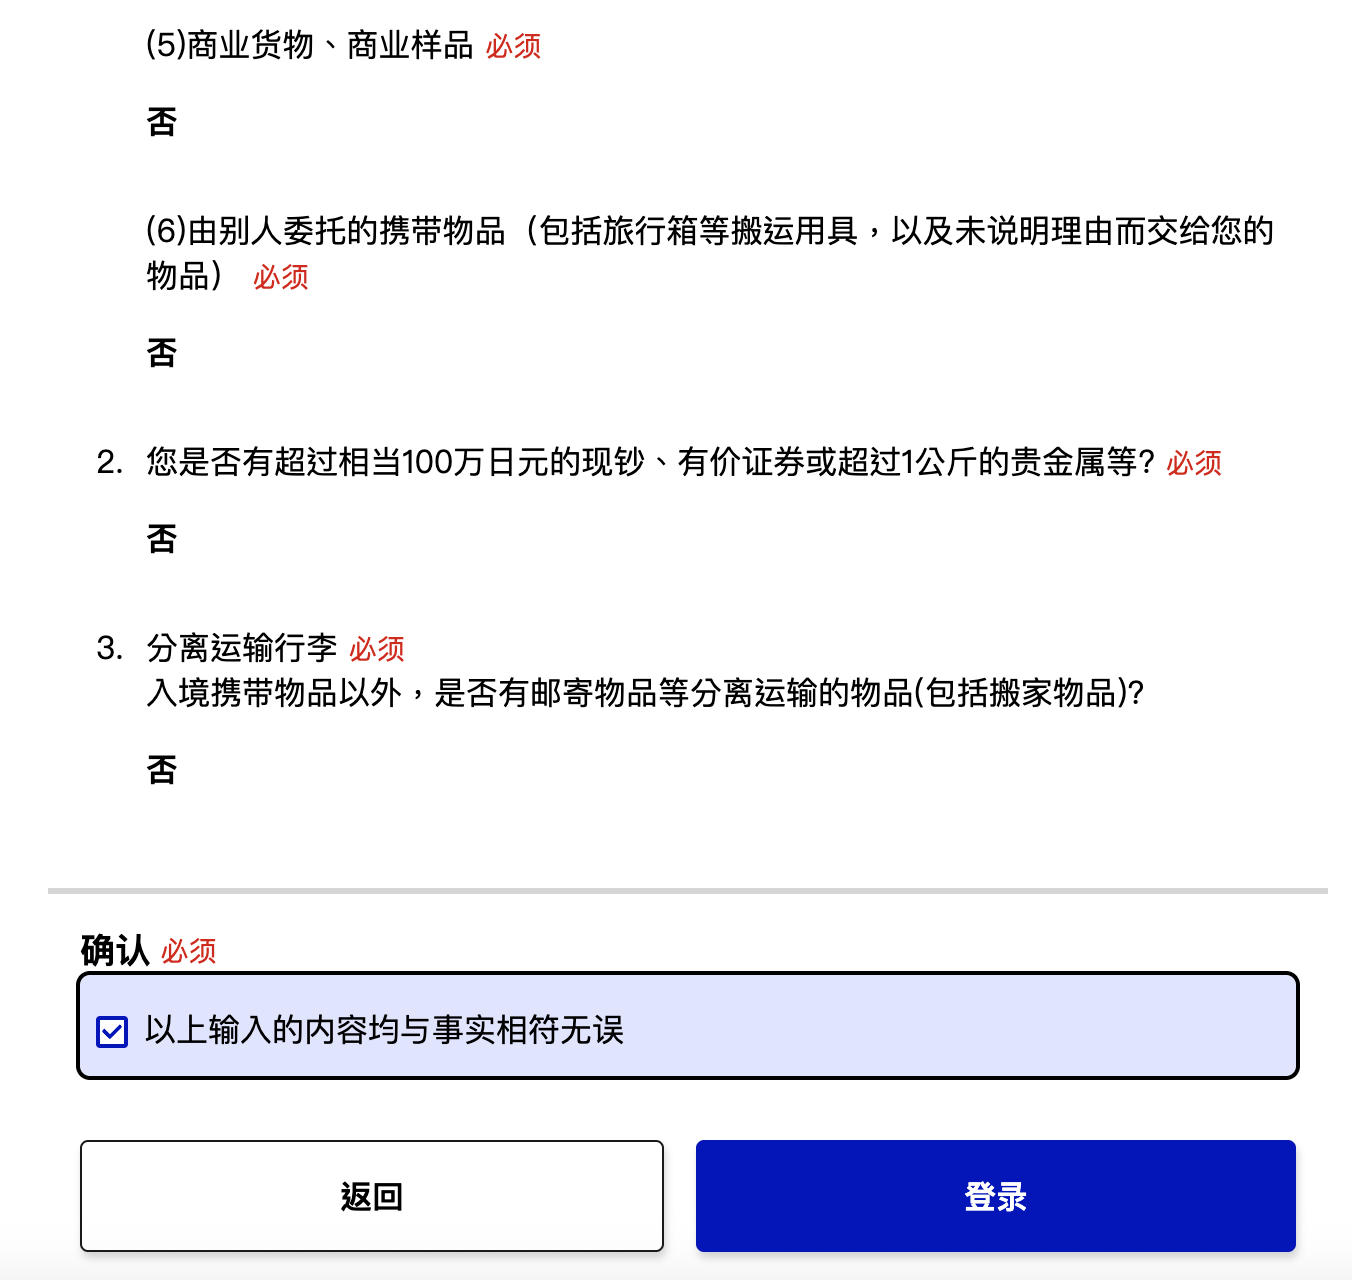 (5)商业货物、商业样品 必须
否
(6)由别人委托的携带物品（包括旅行箱等搬运用具，以及未说明理由而交给您的
物品） 必须
否
2. 您是否有超过相当100万日元的现钞、有价证券或超过1公斤的贵金属等? 必须
否
3. 分离运输行李 必须
入境携带物品以外，是否有邮寄物品等分离运输的物品(包括搬家物品)?
否
确认 必须
以上输入的内容均与事实相符无误
返回
登录